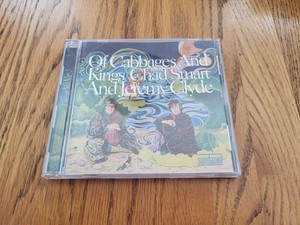 Of Cabbages And
Kings Chad Stuart
And Jeremy Clyde